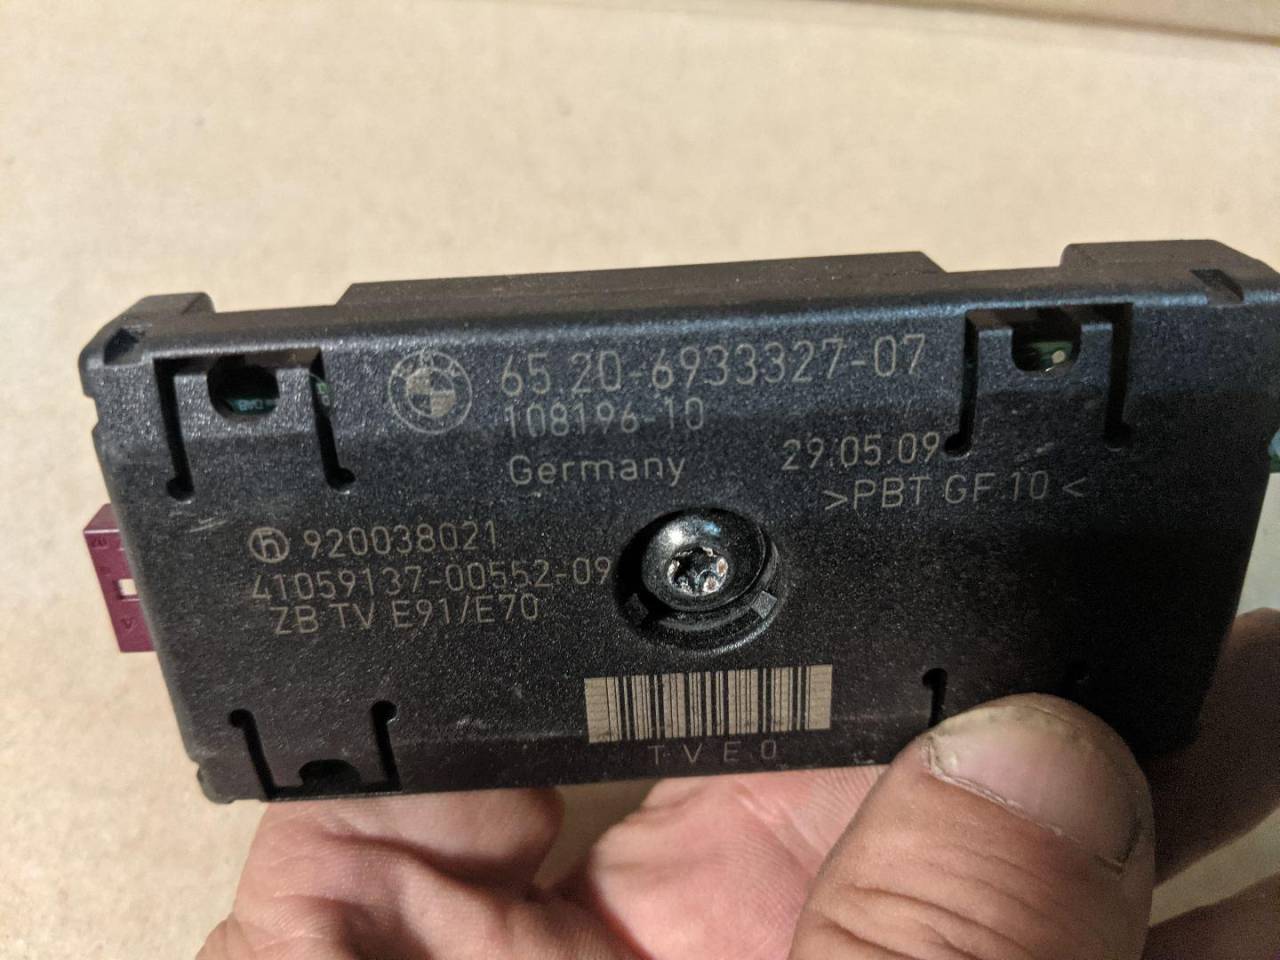 65.20-6933327-07
108196-10
Germany
29.05.09
>PBT GF 10<
h 920038021
41059137-00552-09
ZB TV E91/E70
TVE0